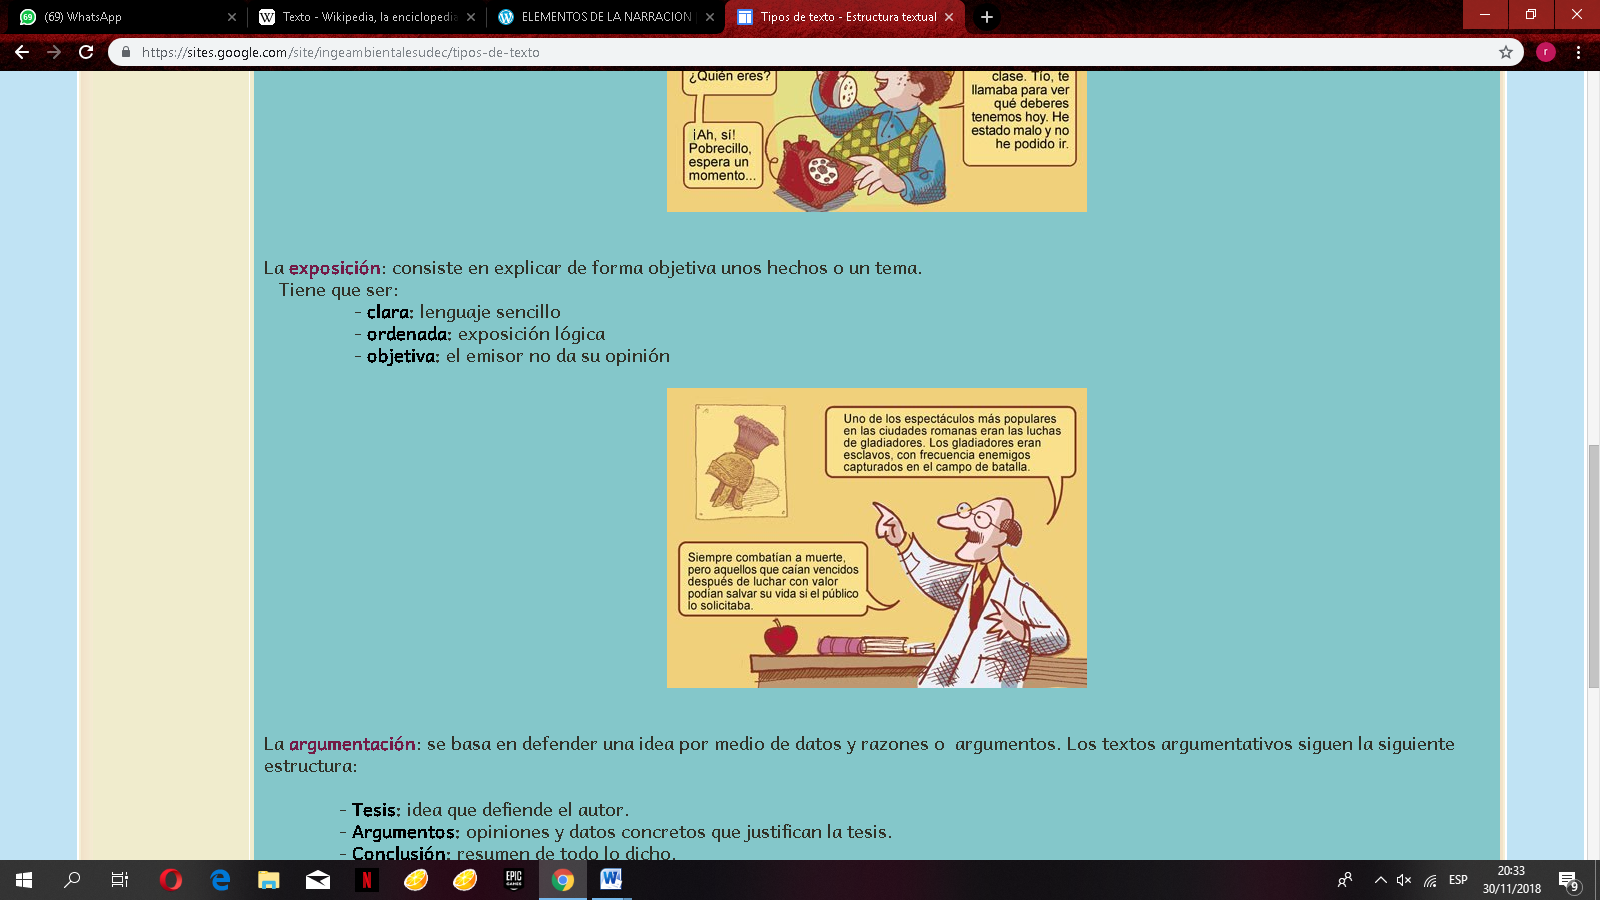 (69) WhatsApp
Texto - Wikipedia, la enciclopedia
ELEMENTOS DE LA NARRACION
Tipos de texto - Estructura textual
https://sites.google.com/site/ingeambientalesudec/tipos-de-texto
r
¿Quién eres?
¡Ah, sí!
Pobrecillo,
espera un
momento...
clase. Tío, te
llamaba para ver
qué deberes
tenemos hoy. He
estado malo y no
he podido ir.
La exposición: consiste en explicar de forma objetiva unos hechos o un tema.
Tiene que ser:
- clara: lenguaje sencillo
- ordenada: exposición lógica
- objetiva: el emisor no da su opinión
Uno de los espectáculos más populares
en las ciudades romanas eran las luchas
de gladiadores. Los gladiadores eran
esclavos, con frecuencia enemigos
capturados en el campo de batalla.
Siempre combatían a muerte,
pero aquellos que caían vencidos
después de luchar con valor
podían salvar su vida si el público
lo solicitaba.
La argumentación: se basa en defender una idea por medio de datos y razones o  argumentos. Los textos argumentativos siguen la siguiente
estructura:
- Tesis: idea que defiende el autor.
- Argumentos: opiniones y datos concretos que justifican la tesis.
- Conclusión: resumen de todo lo dicho.
N
EPIC
GAMES
W
ESP
20:33
30/11/2018
9